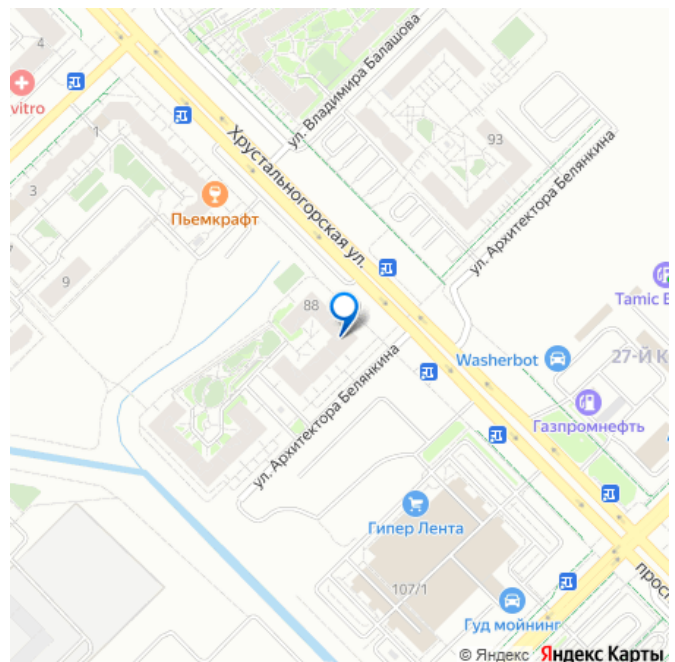 4
vitro
1
3
Пьемкрафт
9
ул. Владимира Балашова
93
Хрустальногорская ул.
ул. Архитектора Белянкина
88
Tamic E
27-Й К
Washerbot
Газпромнефть
ул. Архитектора Белянкина
Гипер Лента
107/1
Гуд мойнинг
просп
© Яндекс Яндекс Карты